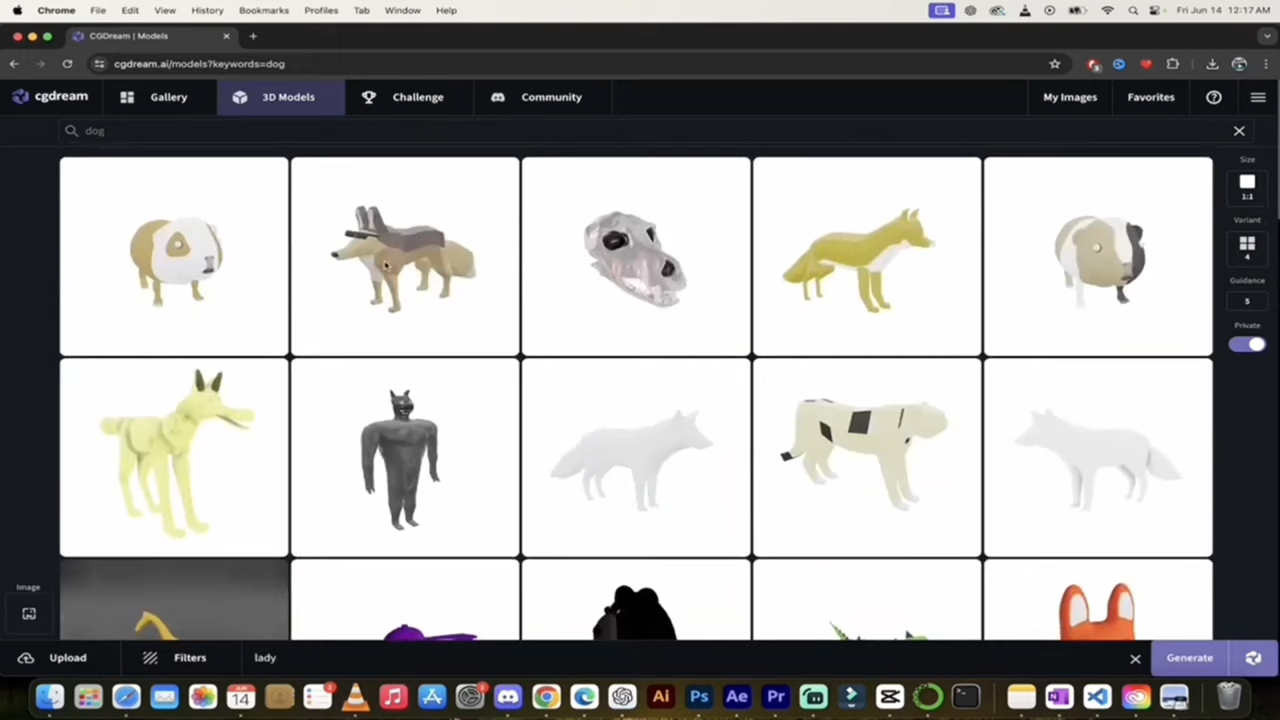 Chrome File Edit View History Bookmarks Profiles Tab Window Help Fri Jun 14 12:17 AM
CGDream | Models
cgdream.ai/models?keywords=dog
cgdream Gallery 3D Models Challenge Community My Images Favorites
dog
Size
1:1
Variant
4
Guidance
5
Private
Image
Upload Filters lady Generate
JUN
14
Ai Ps Ae Pr